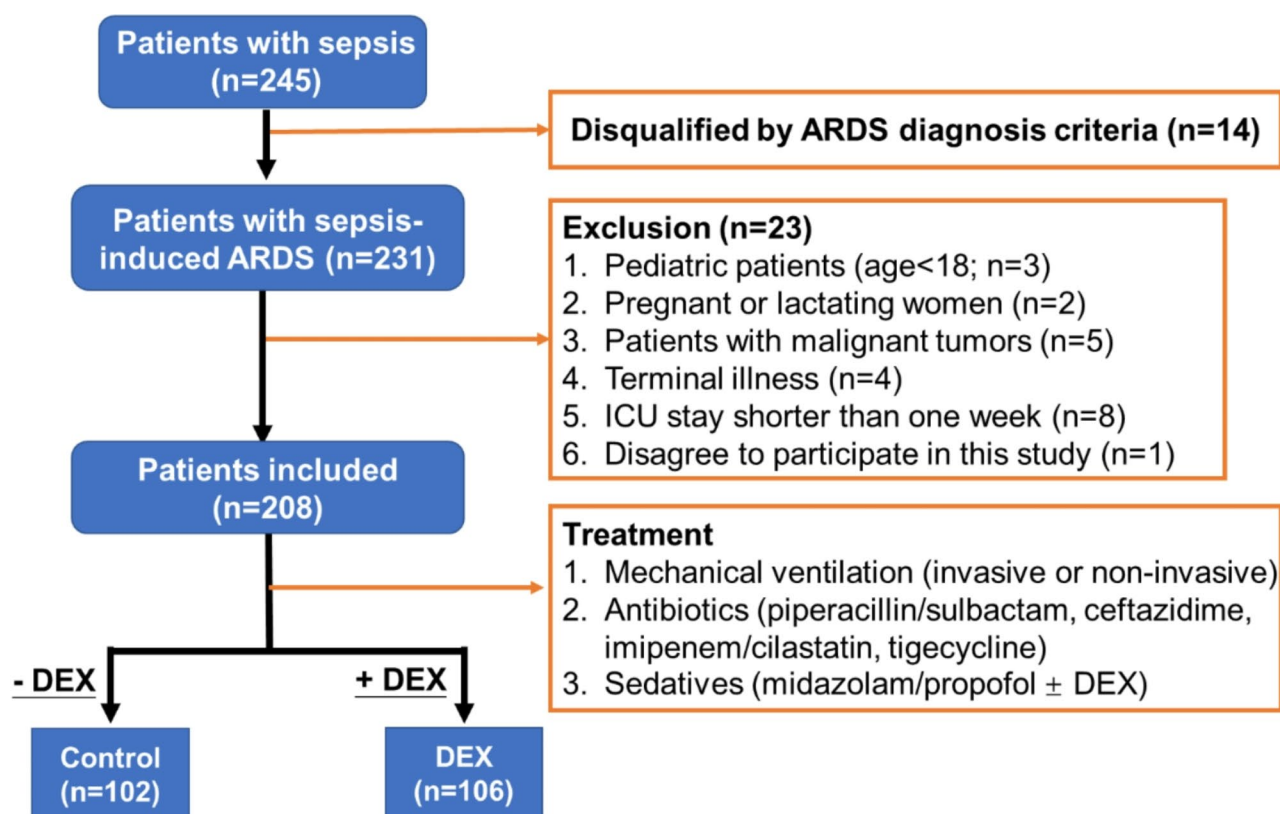 Patients with sepsis
(n=245)
Disqualified by ARDS diagnosis criteria (n=14)
Patients with sepsis-
induced ARDS (n=231)
Exclusion (n=23)
1. Pediatric patients (age<18; n=3)
2. Pregnant or lactating women (n=2)
3. Patients with malignant tumors (n=5)
4. Terminal illness (n=4)
5. ICU stay shorter than one week (n=8)
6. Disagree to participate in this study (n=1)
Patients included
(n=208)
Treatment
1. Mechanical ventilation (invasive or non-invasive)
2. Antibiotics (piperacillin/sulbactam, ceftazidime,
imipenem/cilastatin, tigecycline)
3. Sedatives (midazolam/propofol ± DEX)
- DEX
+ DEX
Control
(n=102)
DEX
(n=106)